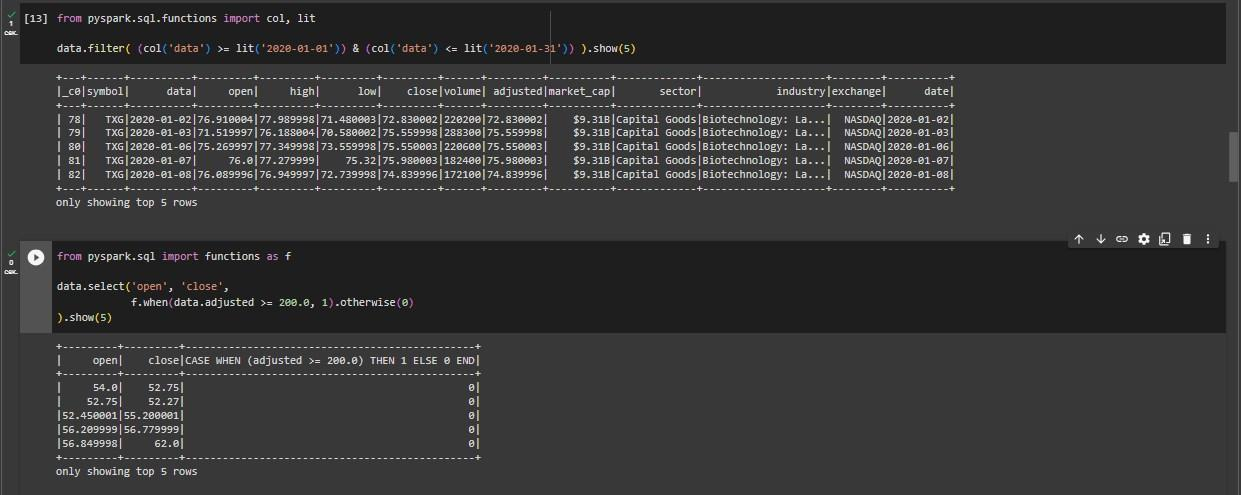 [13] from pyspark.sql.functions import col, lit
1
сек.
data.filter( (col('data') >= lit('2020-01-01')) & (col('data') <= lit('2020-01-31')) ).show(5)
+---+------+----------+---------+---------+---------+---------+------+---------+----------+-------------+--------------------+--------+----------+
|_c0|symbol|      data|     open|     high|      low|    close|volume| adjusted|market_cap|       sector|            industry|exchange|      date|
+---+------+----------+---------+---------+---------+---------+------+---------+----------+-------------+--------------------+--------+----------+
| 78|   TXG|2020-01-02|76.910004|77.989998|71.480003|72.830002|220200|72.830002|    $9.31B|Capital Goods|Biotechnology: La...|  NASDAQ|2020-01-02|
| 79|   TXG|2020-01-03|71.519997|76.188004|70.580002|75.559998|288300|75.559998|    $9.31B|Capital Goods|Biotechnology: La...|  NASDAQ|2020-01-03|
| 80|   TXG|2020-01-06|75.269997|77.349998|73.559998|75.550003|220600|75.550003|    $9.31B|Capital Goods|Biotechnology: La...|  NASDAQ|2020-01-06|
| 81|   TXG|2020-01-07|     76.0|77.279999|    75.32|75.980003|182400|75.980003|    $9.31B|Capital Goods|Biotechnology: La...|  NASDAQ|2020-01-07|
| 82|   TXG|2020-01-08|76.089996|76.949997|72.739998|74.839996|172100|74.839996|    $9.31B|Capital Goods|Biotechnology: La...|  NASDAQ|2020-01-08|
+---+------+----------+---------+---------+---------+---------+------+---------+----------+-------------+--------------------+--------+----------+
only showing top 5 rows
from pyspark.sql import functions as f
0
сек.
data.select('open', 'close',
            f.when(data.adjusted >= 200.0, 1).otherwise(0)
).show(5)
+---------+---------+----------------------------------------------+
|     open|    close|CASE WHEN (adjusted >= 200.0) THEN 1 ELSE 0 END|
+---------+---------+----------------------------------------------+
|     54.0|    52.75|                                              0|
|    52.75|    52.27|                                              0|
|52.450001|55.200001|                                              0|
|56.209999|56.779999|                                              0|
|56.849998|     62.0|                                              0|
+---------+---------+----------------------------------------------+
only showing top 5 rows